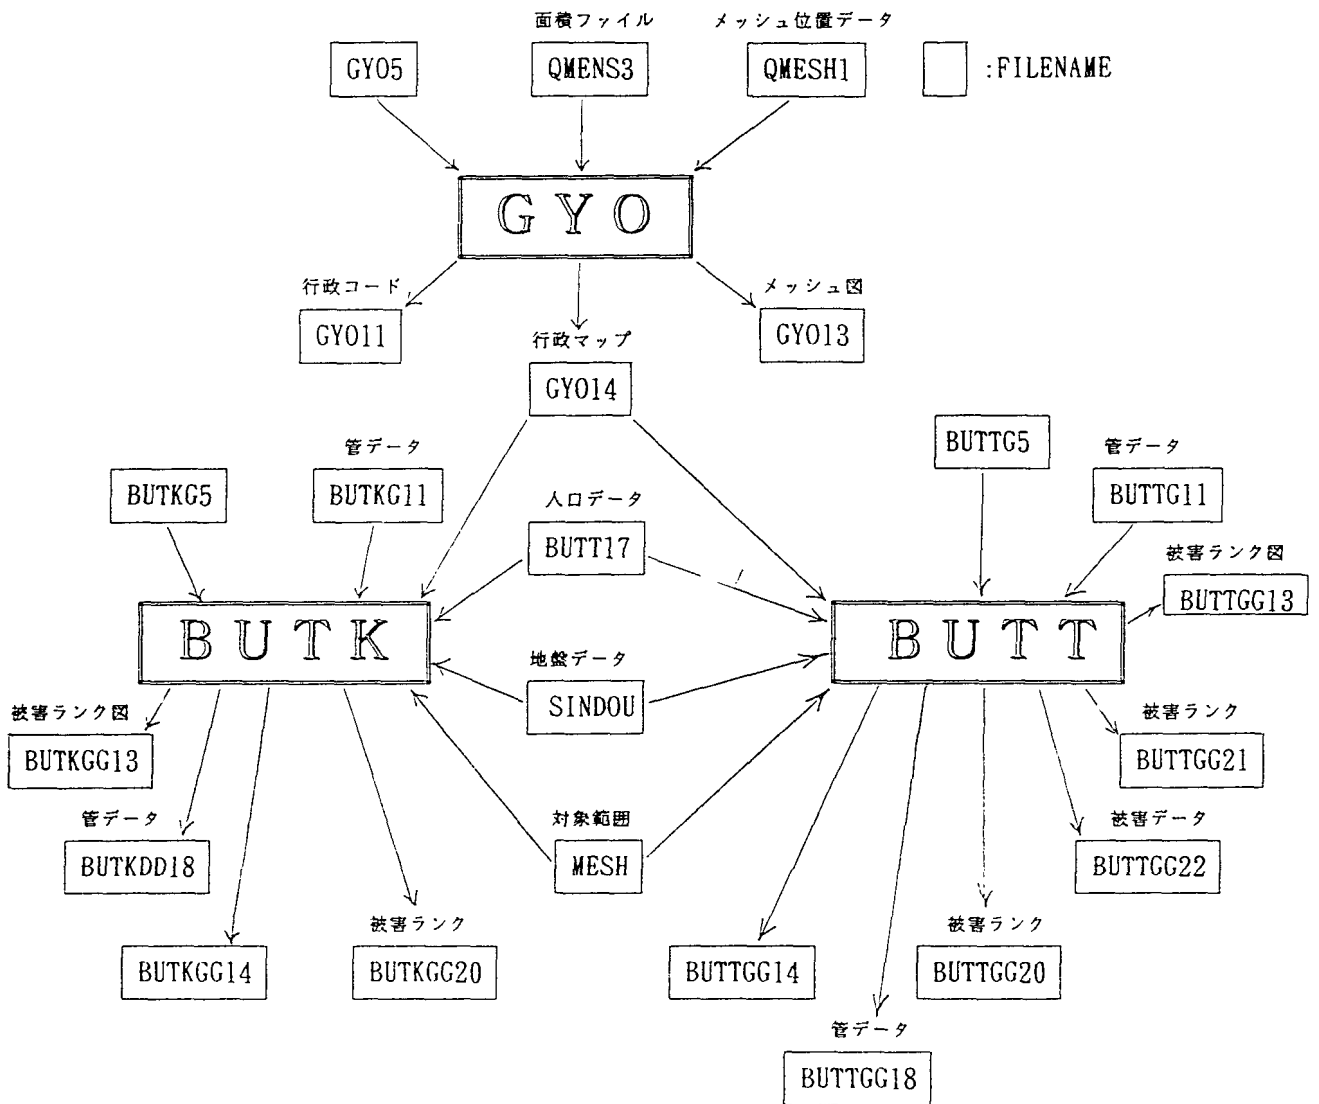 面積ファイル
メッシュ位置データ
GYO5
QMENS3
QMESH1
:FILENAME
GYO
行政コード
メッシュ図
GYO11
GYO13
行政マップ
GYO14
BUTTG5
管データ
管データ
BUTKG5
BUTKG11
人口データ
BUTTG11
BUTT17
被害ランク図
BUTTGG13
BUTK
BUTT
地盤データ
SINDOU
被害ランク図
BUTKGG13
被害ランク
BUTTGG21
管データ
対象範囲
被害データ
BUTKDD18
MESH
BUTTGG22
被害ランク
被害ランク
BUTKGG14
BUTKGG20
BUTTGG14
BUTTGG20
管データ
BUTTGG18